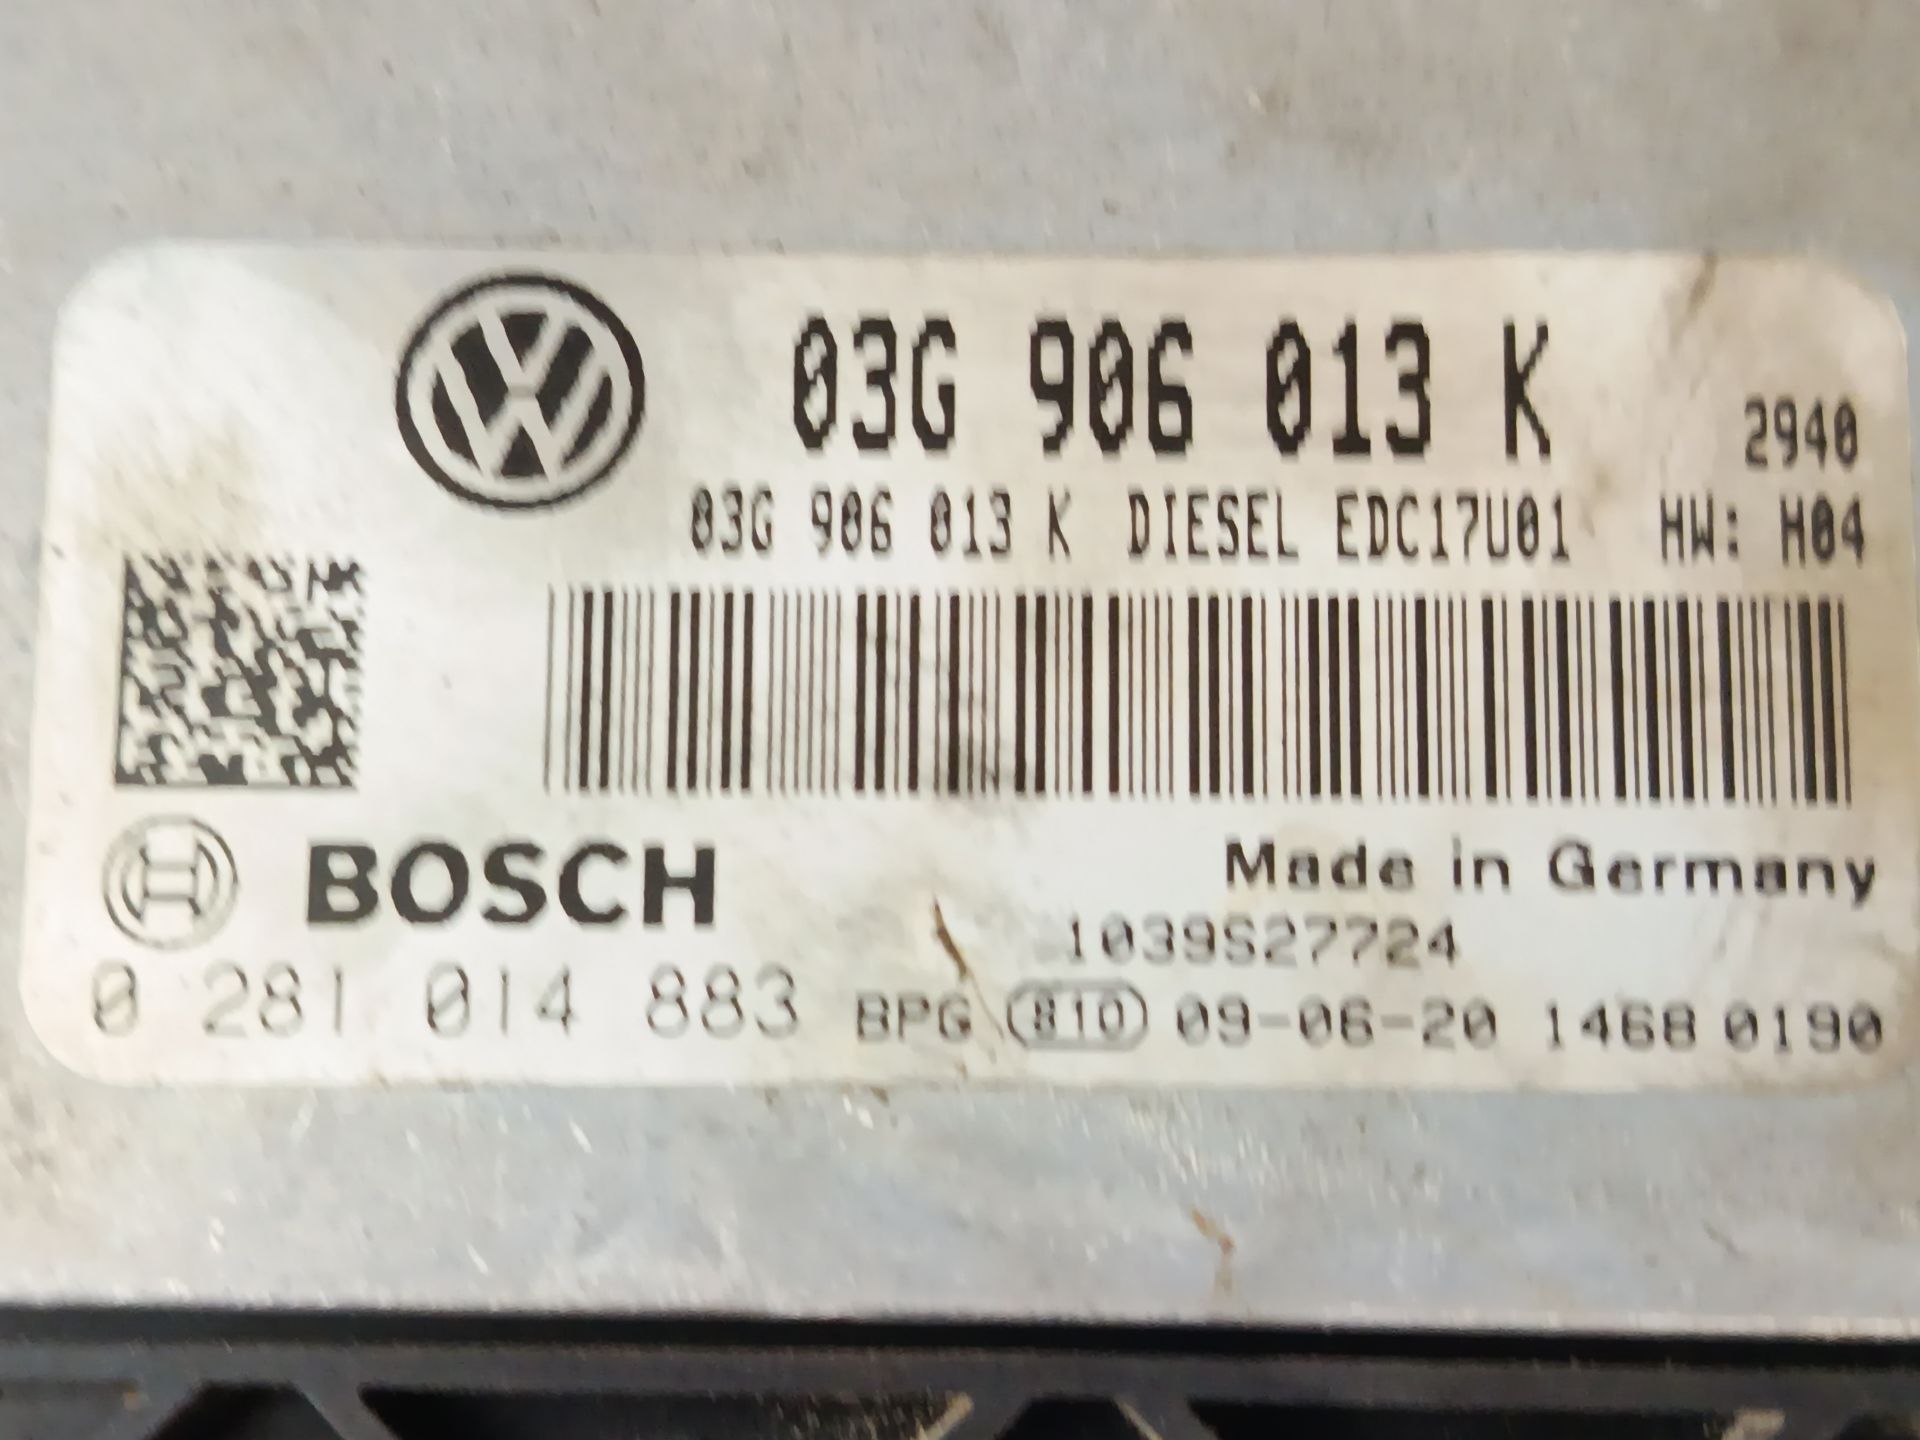 03G 906 013 K 2940
03G 906 013 K DIESEL EDC17U01 HW: H04
BOSCH
Made in Germany
1039S27724
0 281 014 883 BPG 810 09-06-20 1468 0190